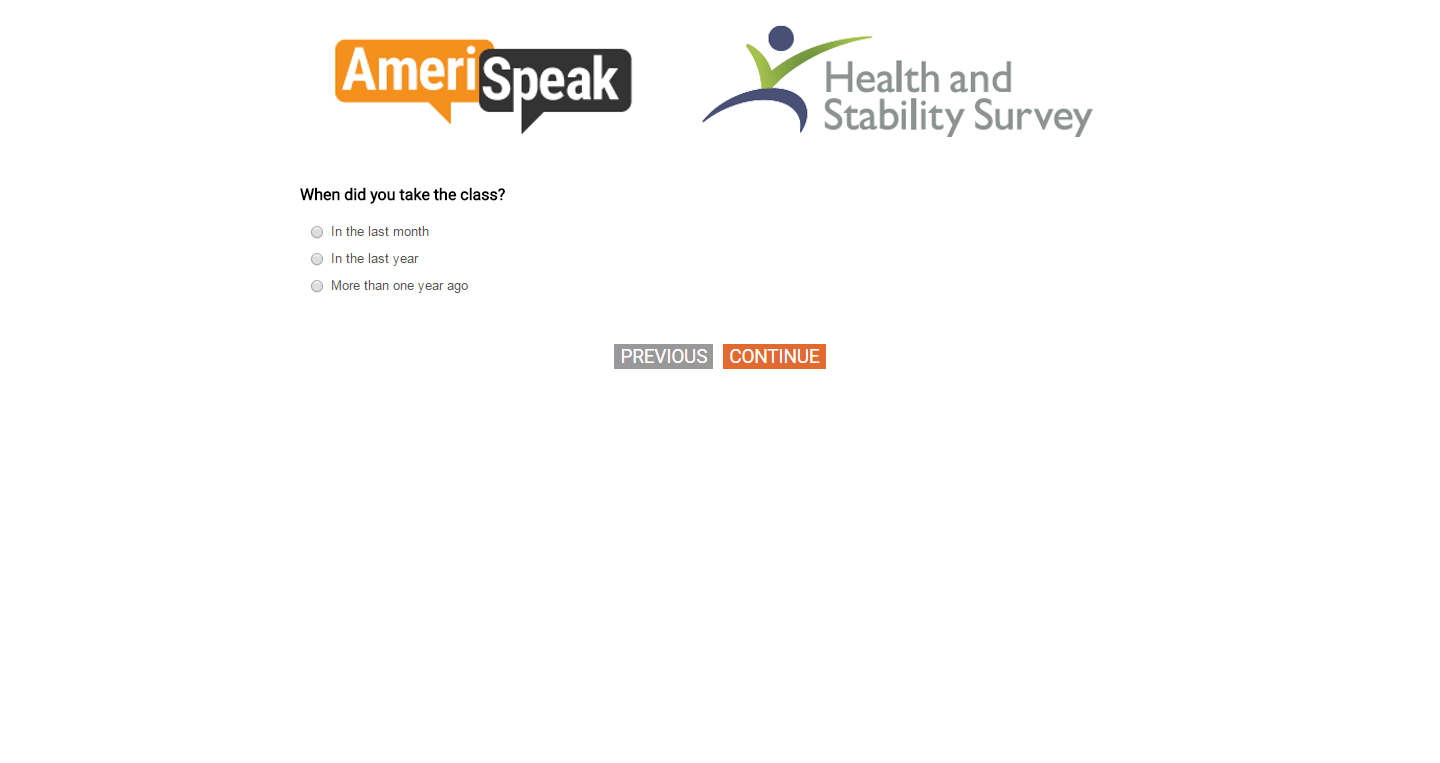 AmeriSpeak
Health and
Stability Survey
When did you take the class?
In the last month
In the last year
More than one year ago
PREVIOUS CONTINUE